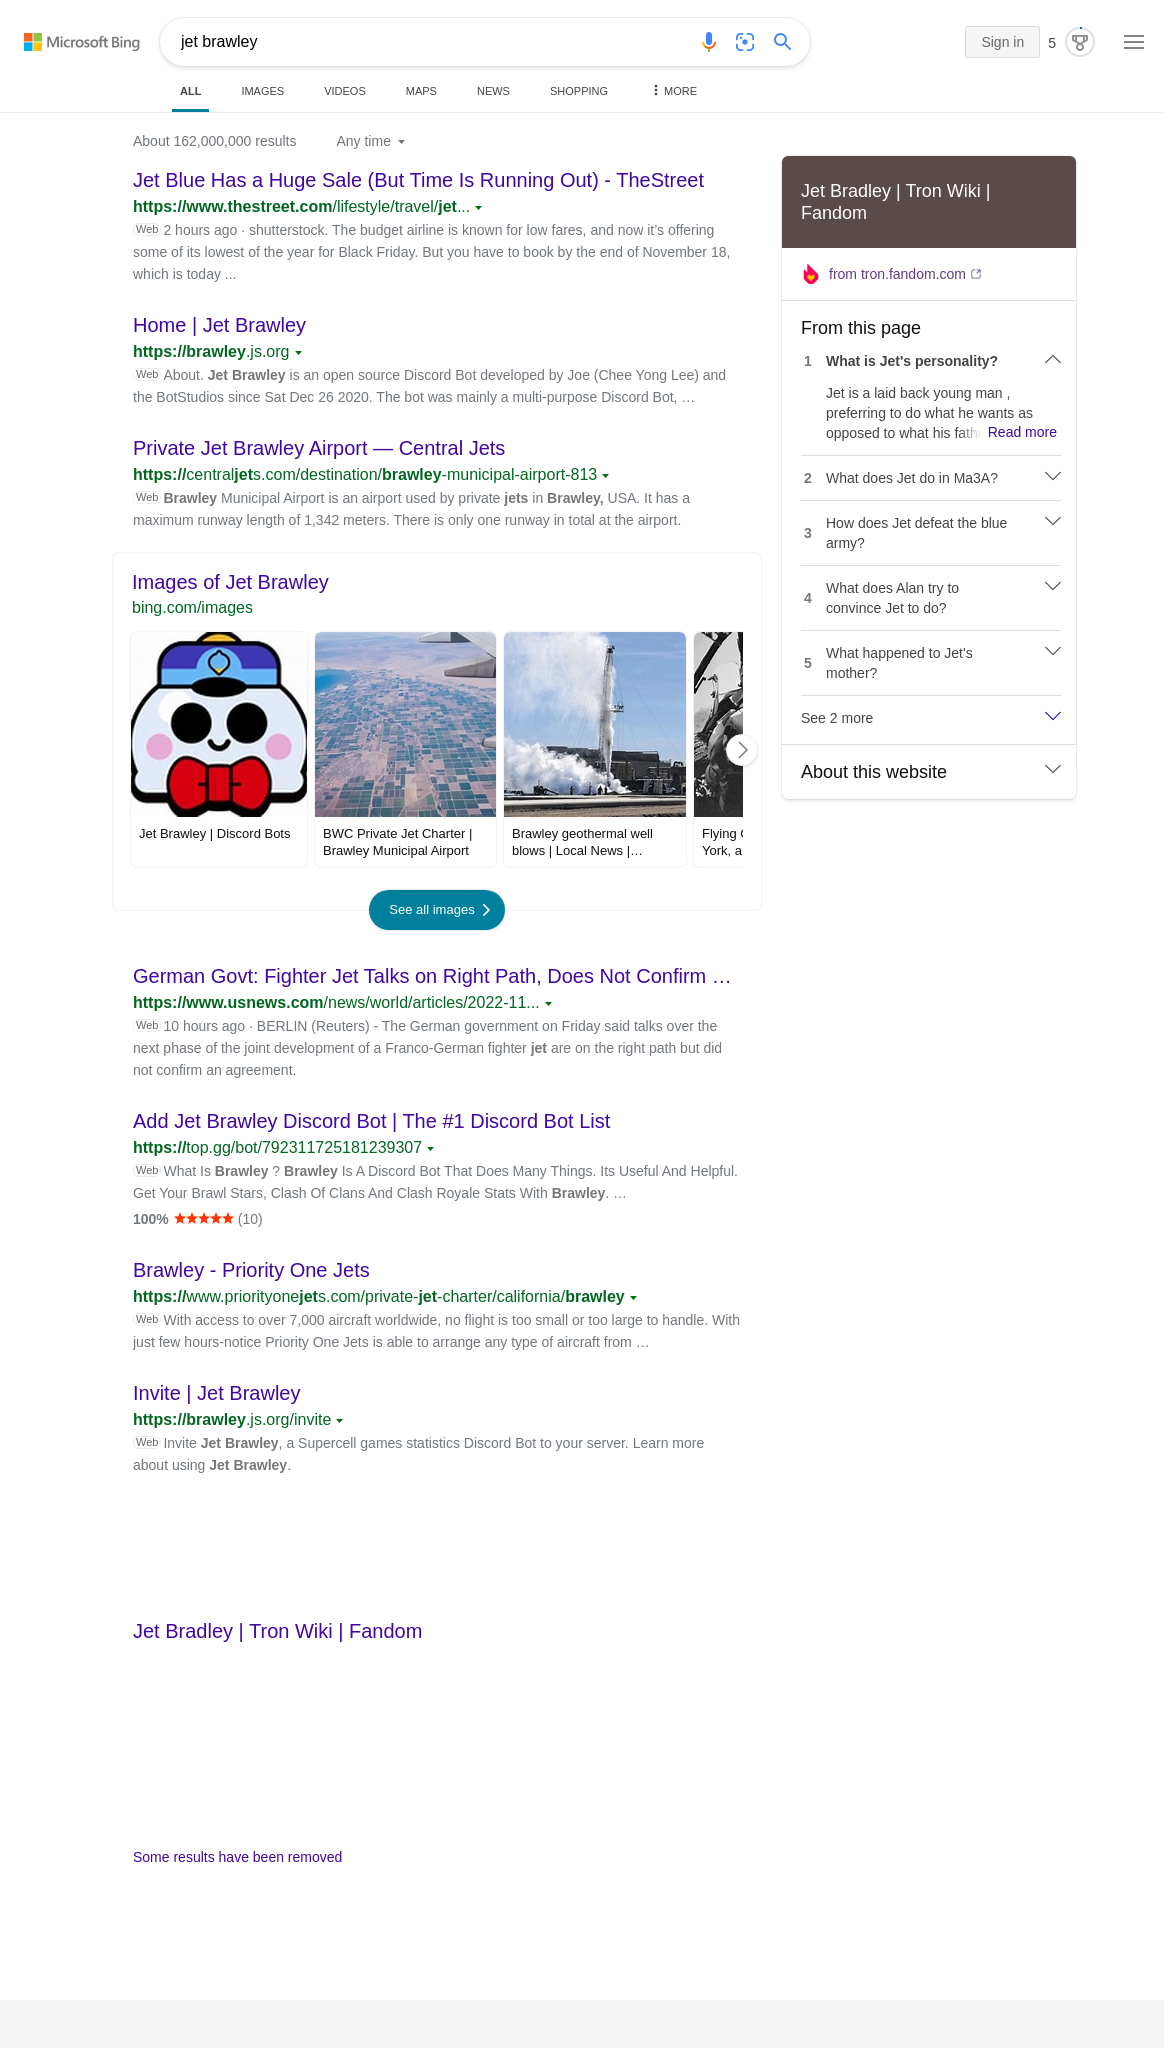 Microsoft Bing
jet brawley
Sign in
5
ALL
IMAGES
VIDEOS
MAPS
NEWS
SHOPPING
MORE
About 162,000,000 results
Any time
Jet Blue Has a Huge Sale (But Time Is Running Out) - TheStreet
https://www.thestreet.com/lifestyle/travel/jet...
Web 2 hours ago · shutterstock. The budget airline is known for low fares, and now it’s offering
some of its lowest of the year for Black Friday. But you have to book by the end of November 18,
which is today ...
Home | Jet Brawley
https://brawley.js.org
Web About. Jet Brawley is an open source Discord Bot developed by Joe (Chee Yong Lee) and
the BotStudios since Sat Dec 26 2020. The bot was mainly a multi-purpose Discord Bot, …
Private Jet Brawley Airport — Central Jets
https://centraljets.com/destination/brawley-municipal-airport-813
Web Brawley Municipal Airport is an airport used by private jets in Brawley, USA. It has a
maximum runway length of 1,342 meters. There is only one runway in total at the airport.
Images of Jet Brawley
bing.com/images
Jet Brawley | Discord Bots
BWC Private Jet Charter |
Brawley Municipal Airport
Brawley geothermal well
blows | Local News |…
Flying
York, a
See all images
German Govt: Fighter Jet Talks on Right Path, Does Not Confirm …
https://www.usnews.com/news/world/articles/2022-11...
Web 10 hours ago · BERLIN (Reuters) - The German government on Friday said talks over the
next phase of the joint development of a Franco-German fighter jet are on the right path but did
not confirm an agreement.
Add Jet Brawley Discord Bot | The #1 Discord Bot List
https://top.gg/bot/792311725181239307
Web What Is Brawley ? Brawley Is A Discord Bot That Does Many Things. Its Useful And Helpful.
Get Your Brawl Stars, Clash Of Clans And Clash Royale Stats With Brawley. …
100% (10)
Brawley - Priority One Jets
https://www.priorityonejets.com/private-jet-charter/california/brawley
Web With access to over 7,000 aircraft worldwide, no flight is too small or too large to handle. With
just few hours-notice Priority One Jets is able to arrange any type of aircraft from …
Invite | Jet Brawley
https://brawley.js.org/invite
Web Invite Jet Brawley, a Supercell games statistics Discord Bot to your server. Learn more
about using Jet Brawley.
Jet Bradley | Tron Wiki | Fandom
Some results have been removed
Jet Bradley | Tron Wiki |
Fandom
from tron.fandom.com
From this page
1 What is Jet's personality?
Jet is a laid back young man ,
preferring to do what he wants as
opposed to what his fath Read more
2 What does Jet do in Ma3A?
3 How does Jet defeat the blue
army?
4 What does Alan try to
convince Jet to do?
5 What happened to Jet's
mother?
See 2 more
About this website